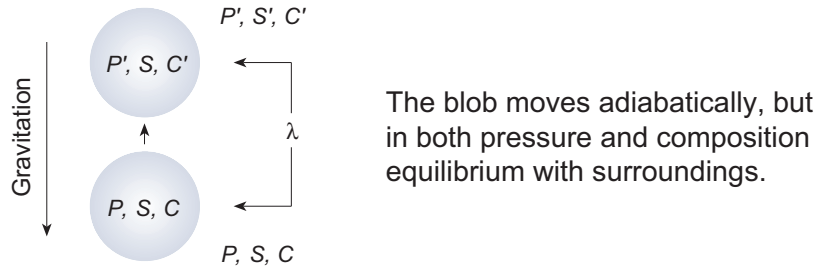 P', S', C'
P', S, C'
Gravitation
λ
P, S, C
P, S, C
The blob moves adiabatically, but
in both pressure and composition
equilibrium with surroundings.